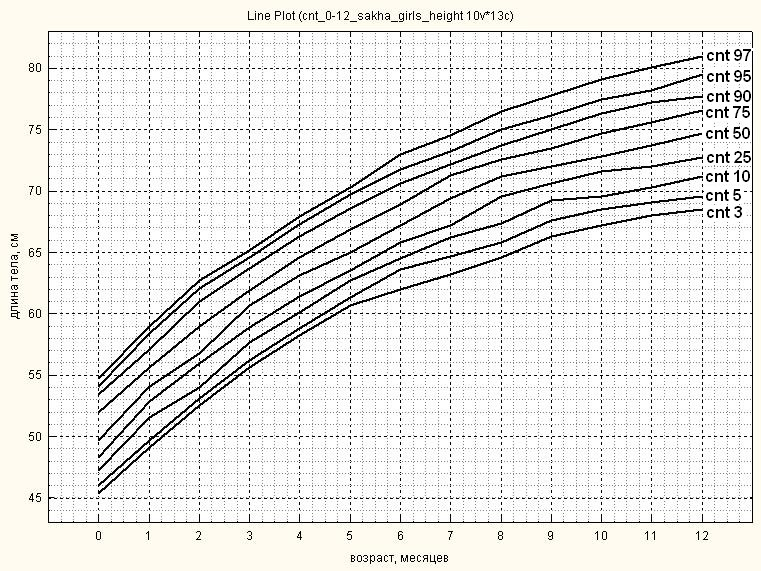 Line Plot (cnt_0-12_sakha_girls_height 10v*13c)
80
75
70
65
60
55
50
45
длина тела, см
cnt 97
cnt 95
cnt 90
cnt 75
cnt 50
cnt 25
cnt 10
cnt 5
cnt 3
0 1 2 3 4 5 6 7 8 9 10 11 12
возраст, месяцев